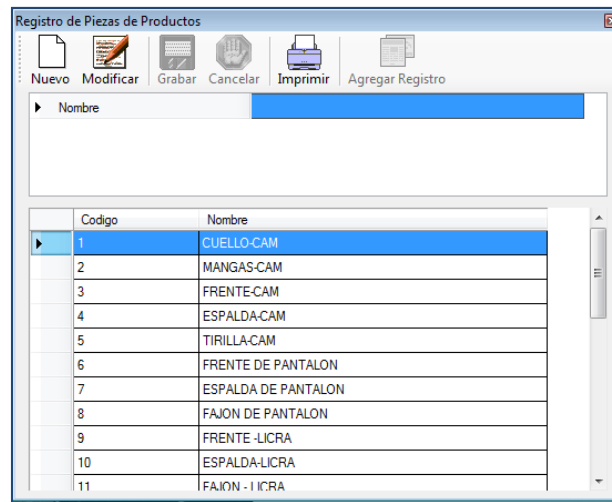 Registro de Piezas de Productos
Nuevo Modificar Grabar Cancelar Imprimir Agregar Registro
Nombre
Codigo Nombre
1 CUELLO-CAM
2 MANGAS-CAM
3 FRENTE-CAM
4 ESPALDA-CAM
5 TIRILLA-CAM
6 FRENTE DE PANTALON
7 ESPALDA DE PANTALON
8 FAJON DE PANTALON
9 FRENTE -LICRA
10 ESPALDA-LICRA
11 FAJON - LICRA